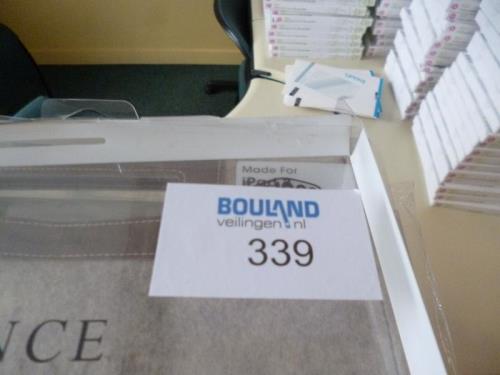 Made For
BOULAND
veilingen.nl
339
NCE